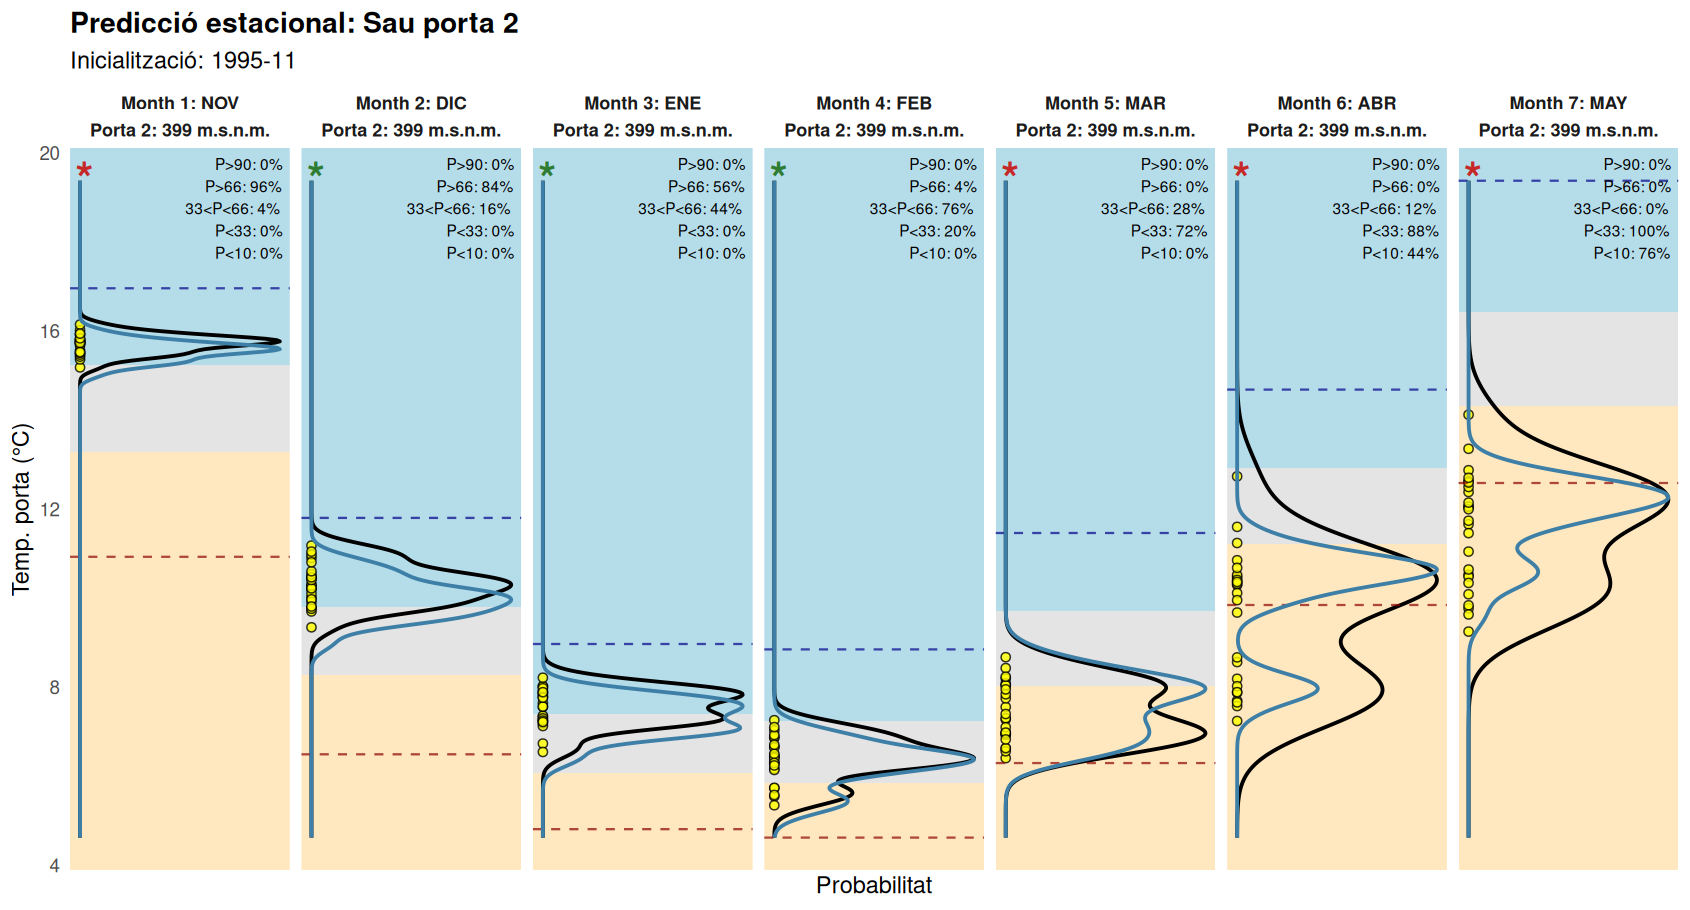 Predicció estacional: Sau porta 2
Inicialització: 1995-11
Month 1: NOV
Porta 2: 399 m.s.n.m.
Month 2: DIC
Porta 2: 399 m.s.n.m.
Month 3: ENE
Porta 2: 399 m.s.n.m.
Month 4: FEB
Porta 2: 399 m.s.n.m.
Month 5: MAR
Porta 2: 399 m.s.n.m.
Month 6: ABR
Porta 2: 399 m.s.n.m.
Month 7: MAY
Porta 2: 399 m.s.n.m.
Temp. porta (°C)
20
16
12
8
4
*
P>90: 0%
P>66: 96%
33<P<66: 4%
P<33: 0%
P<10: 0%
*
P>90: 0%
P>66: 84%
33<P<66: 16%
P<33: 0%
P<10: 0%
*
P>90: 0%
P>66: 56%
33<P<66: 44%
P<33: 0%
P<10: 0%
*
P>90: 0%
P>66: 4%
33<P<66: 76%
P<33: 20%
P<10: 0%
*
P>90: 0%
P>66: 0%
33<P<66: 28%
P<33: 72%
P<10: 0%
*
P>90: 0%
P>66: 0%
33<P<66: 12%
P<33: 88%
P<10: 44%
*
P>90: 0%
P>66: 0%
33<P<66: 0%
P<33: 100%
P<10: 76%
Probabilitat